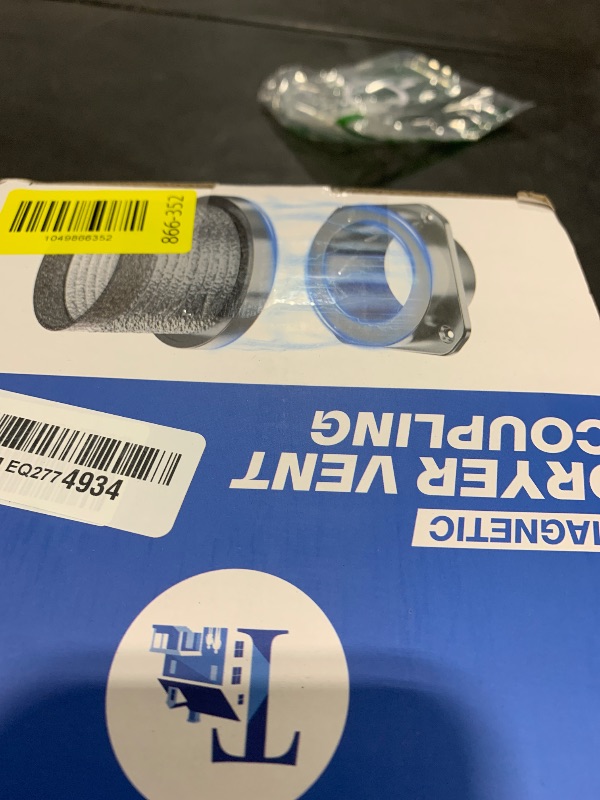 866-352
1049866352
EQ2774934
MAGNETIC
DRYER VENT
COUPLING
T